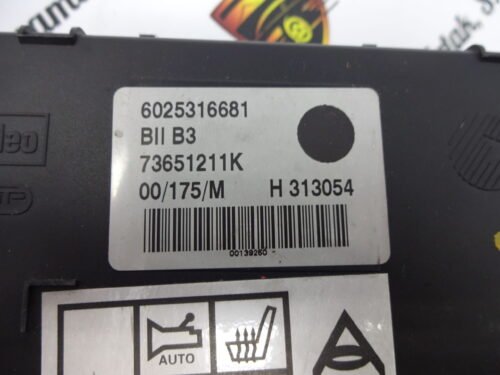 6025316681
BII B3
73651211K
00/175/M H 313054
00139260
AUTO